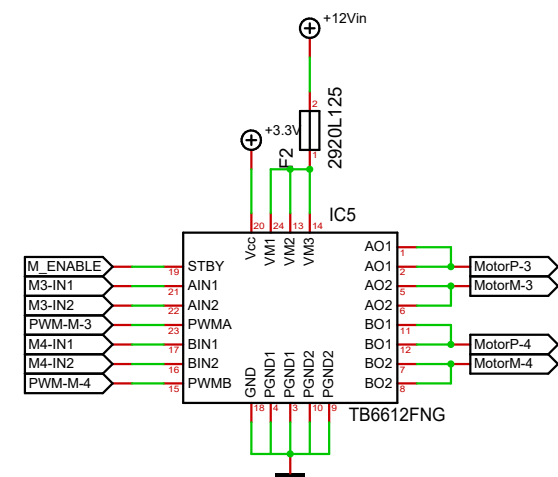 +12Vin
2
2920L125
+3.3V
F2
1
IC5
20
24
13
14
Vcc
VM1
VM2
VM3
M_ENABLE
19
STBY
M3-IN1
21
AIN1
M3-IN2
22
AIN2
PWM-M-3
23
PWMA
M4-IN1
17
BIN1
M4-IN2
16
BIN2
PWM-M-4
15
PWMB
AO1
1
AO1
2
MotorP-3
AO2
5
MotorM-3
AO2
6
BO1
11
BO1
12
MotorP-4
BO2
7
MotorM-4
BO2
8
GND
PGND1
PGND1
PGND2
PGND2
18
4
3
10
9
TB6612FNG